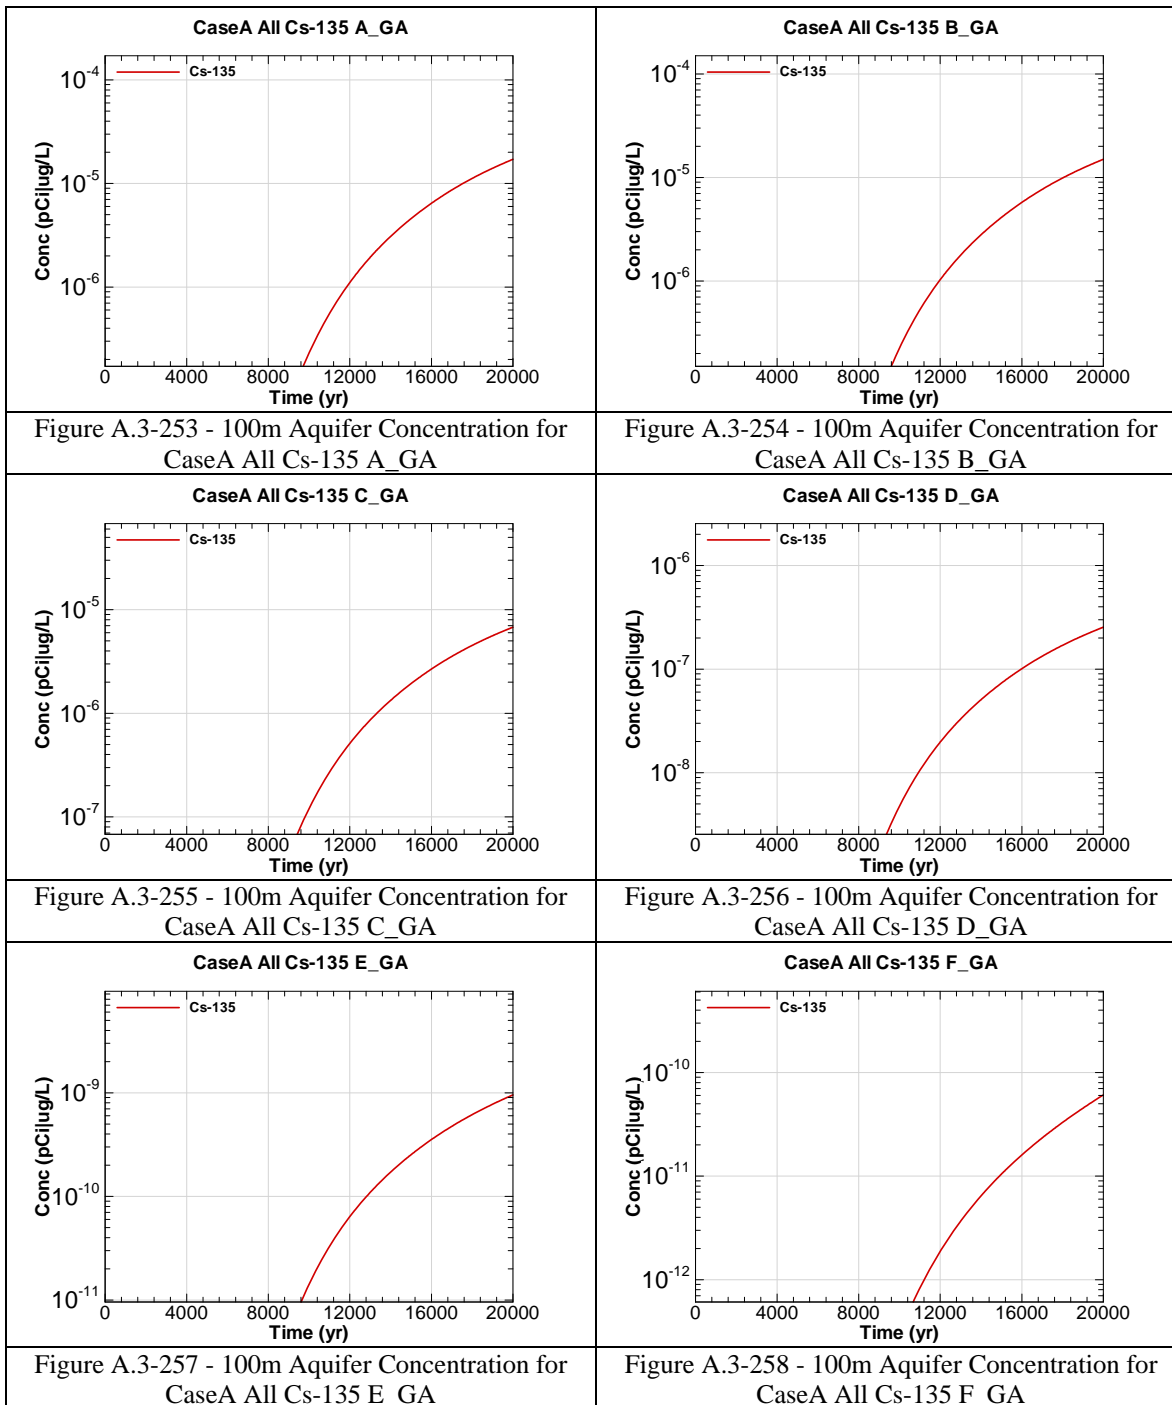 CaseA All Cs-135 A_GA
Cs-135
10-4
10-5
10-6
Conc (pCi|ug/L)
0 4000 8000 12000 16000 20000
Time (yr)
Figure A.3-253 - 100m Aquifer Concentration for
CaseA All Cs-135 A_GA
CaseA All Cs-135 B_GA
Cs-135
10-4
10-5
10-6
Conc (pCi|ug/L)
0 4000 8000 12000 16000 20000
Time (yr)
Figure A.3-254 - 100m Aquifer Concentration for
CaseA All Cs-135 B_GA
CaseA All Cs-135 C_GA
Cs-135
10-5
10-6
10-7
Conc (pCi|ug/L)
0 4000 8000 12000 16000 20000
Time (yr)
Figure A.3-255 - 100m Aquifer Concentration for
CaseA All Cs-135 C_GA
CaseA All Cs-135 D_GA
Cs-135
10-6
10-7
10-8
Conc (pCi|ug/L)
0 4000 8000 12000 16000 20000
Time (yr)
Figure A.3-256 - 100m Aquifer Concentration for
CaseA All Cs-135 D_GA
CaseA All Cs-135 E_GA
Cs-135
10-9
10-10
10-11
Conc (pCi|ug/L)
0 4000 8000 12000 16000 20000
Time (yr)
Figure A.3-257 - 100m Aquifer Concentration for
CaseA All Cs-135 E_GA
CaseA All Cs-135 F_GA
Cs-135
10-10
10-11
10-12
Conc (pCi|ug/L)
0 4000 8000 12000 16000 20000
Time (yr)
Figure A.3-258 - 100m Aquifer Concentration for
CaseA All Cs-135 F_GA